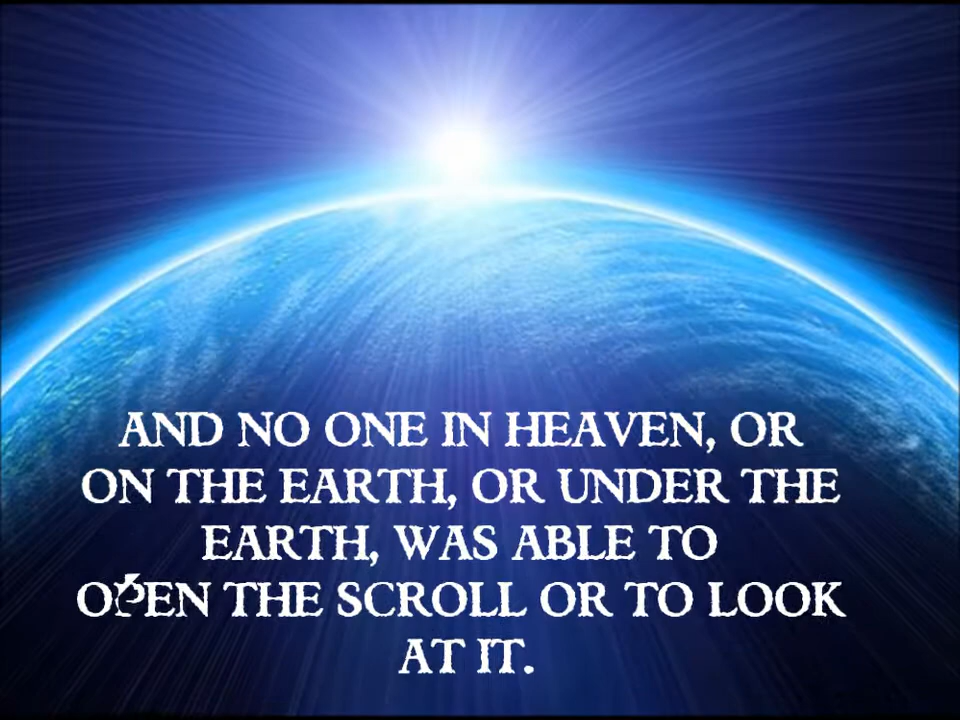 AND NO ONE IN HEAVEN, OR
ON THE EARTH, OR UNDER THE
EARTH, WAS ABLE TO
OPEN THE SCROLL OR TO LOOK
AT IT.